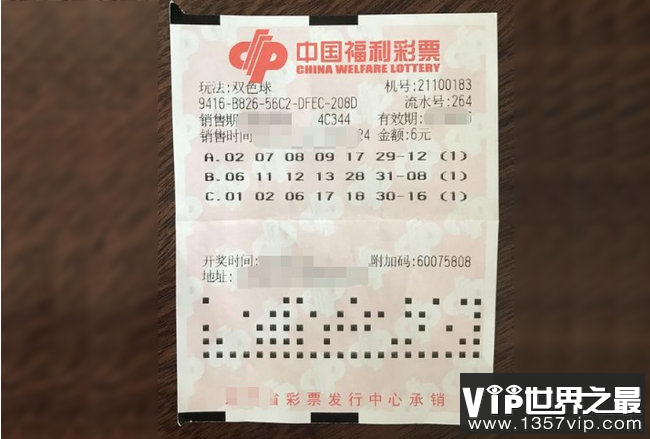 中国福利彩票
CHINA WELFARE LOTTERY
玩法:双色球 机号:21100183
9416-B826-56C2-DFEC-208D 流水号:264
销售期 4C344 有效期:
销售时间 24 金额:6元
A.02 07 08 09 17 29-12 (1)
B.06 11 12 13 28 31-08 (1)
C.01 02 06 17 18 30-16 (1)
开奖时间: 附加码:60075808
地址:
省彩票发行中心承销
VIP世界之最
www.1357vip.com